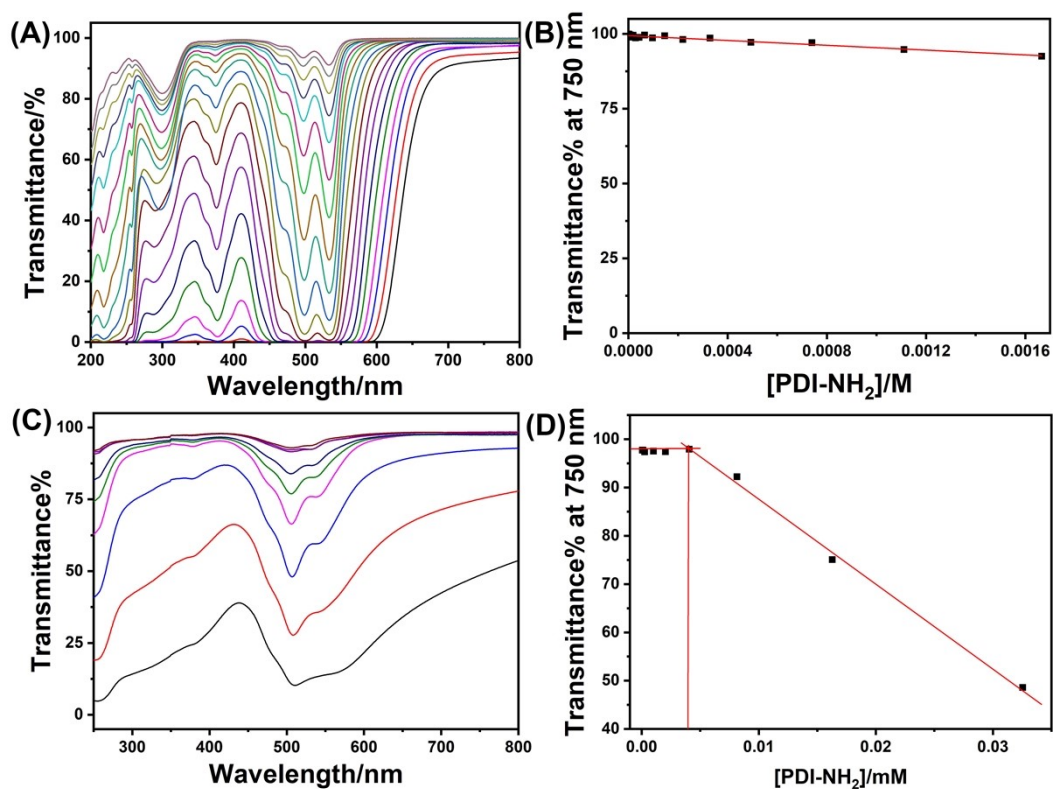 (A)
Transmittance/%
100
80
60
40
20
0
200 300 400 500 600 700 800
Wavelength/nm
(B)
Transmittance% at 750 nm
100
75
50
25
0
0.0000 0.0004 0.0008 0.0012 0.0016
[PDI-NH2]/M
(C)
Transmittance%
100
75
50
25
0
300 400 500 600 700 800
Wavelength/nm
(D)
Transmittance% at 750 nm
100
90
80
70
60
50
40
0.00 0.01 0.02 0.03
[PDI-NH2]/mM